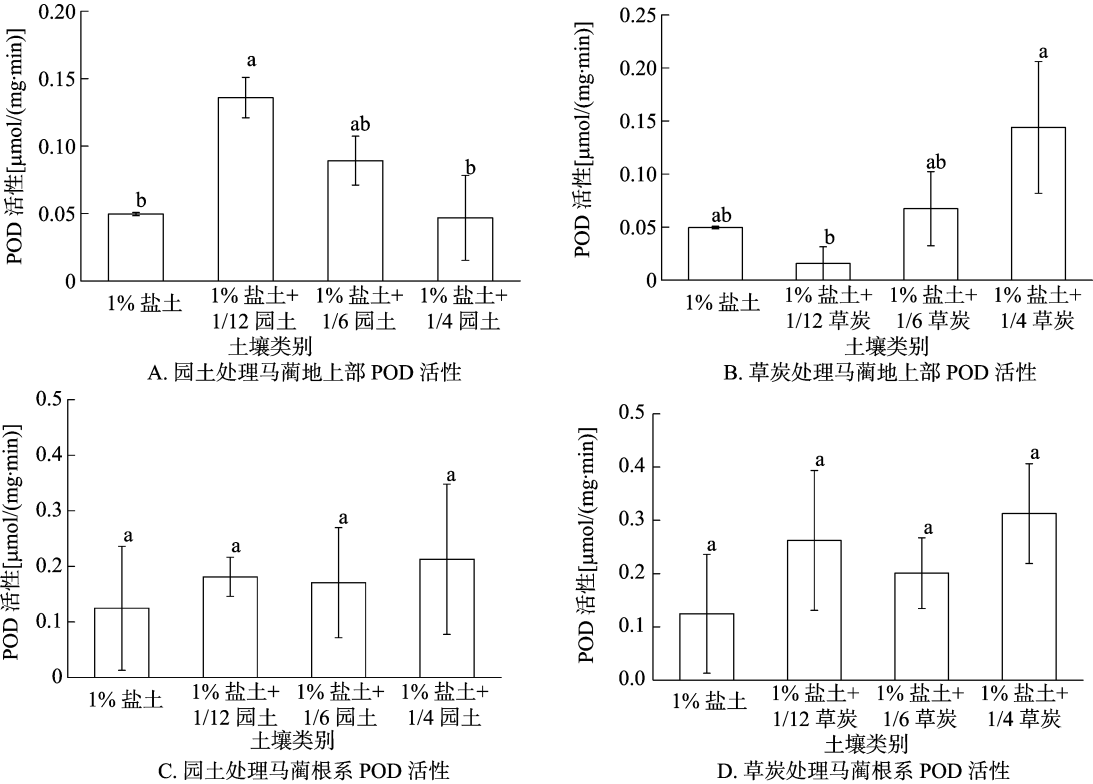 POD 活性[μmol/(mg·min)]
0.20
0.15
0.10
0.05
0
b
a
ab
b
1% 盐土
1% 盐土+
1/12 园土
1% 盐土+
1/6 园土
1% 盐土+
1/4 园土
土壤类别
A. 园土处理马蔺地上部 POD 活性
POD 活性[μmol/(mg·min)]
0.25
0.20
0.15
0.10
0.05
0
ab
b
ab
a
1% 盐土
1% 盐土+
1/12 草炭
1% 盐土+
1/6 草炭
1% 盐土+
1/4 草炭
土壤类别
B. 草炭处理马蔺地上部 POD 活性
POD 活性[μmol/(mg·min)]
0.5
0.4
0.3
0.2
0.1
0
a
a
a
a
1% 盐土
1% 盐土+
1/12 园土
1% 盐土+
1/6 园土
1% 盐土+
1/4 园土
土壤类别
C. 园土处理马蔺根系 POD 活性
POD 活性[μmol/(mg·min)]
0.5
0.4
0.3
0.2
0.1
0.0
a
a
a
a
1% 盐土
1% 盐土+
1/12 草炭
1% 盐土+
1/6 草炭
1% 盐土+
1/4 草炭
土壤类别
D. 草炭处理马蔺根系 POD 活性